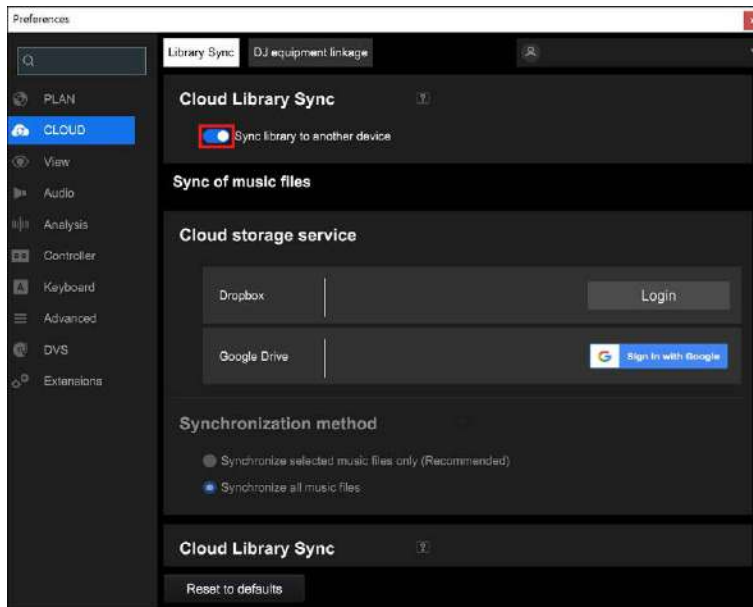 Preferences
Library Sync
DJ equipment linkage
PLAN
CLOUD
View
Audio
Analysis
Controller
Keyboard
Advanced
DVS
Extensions
Cloud Library Sync
?
Sync library to another device
Sync of music files
Cloud storage service
Dropbox
Login
Google Drive
G
Sign in with Google
Synchronization method
Synchronize selected music files only (Recommended)
Synchronize all music files
Cloud Library Sync
?
Reset to defaults